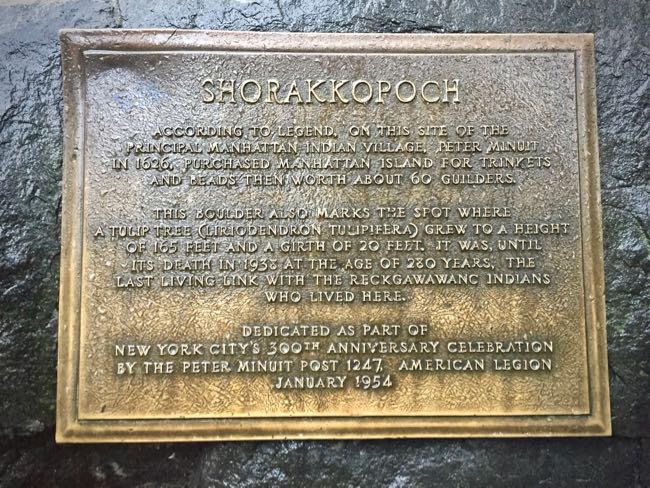 SHORAKKOPOCH
ACCORDING TO LEGEND, ON THIS SITE OF THE
PRINCIPAL MANHATTAN INDIAN VILLAGE, PETER MINUIT
IN 1626, PURCHASED MANHATTAN ISLAND FOR TRINKETS
AND BEADS THEN WORTH ABOUT 60 GUILDERS.
THIS BOULDER ALSO MARKS THE SPOT WHERE
A TULIP TREE (LIRIODENDRON TULIPIFERA) GREW TO A HEIGHT
OF 165 FEET AND A GIRTH OF 20 FEET. IT WAS, UNTIL
ITS DEATH IN 1938 AT THE AGE OF 280 YEARS, THE
LAST LIVING LINK WITH THE RECKGAWAWANC INDIANS
WHO LIVED HERE.
DEDICATED AS PART OF
NEW YORK CITY'S 300TH ANNIVERSARY CELEBRATION
BY THE PETER MINUIT POST 1247, AMERICAN LEGION
JANUARY 1954